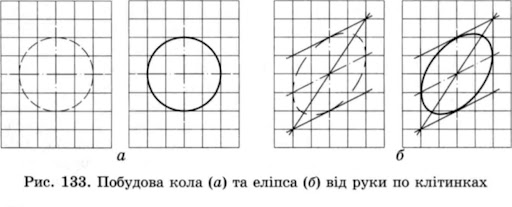 а
б
Рис. 133. Побудова кола (а) та еліпса (б) від руки по клітинках